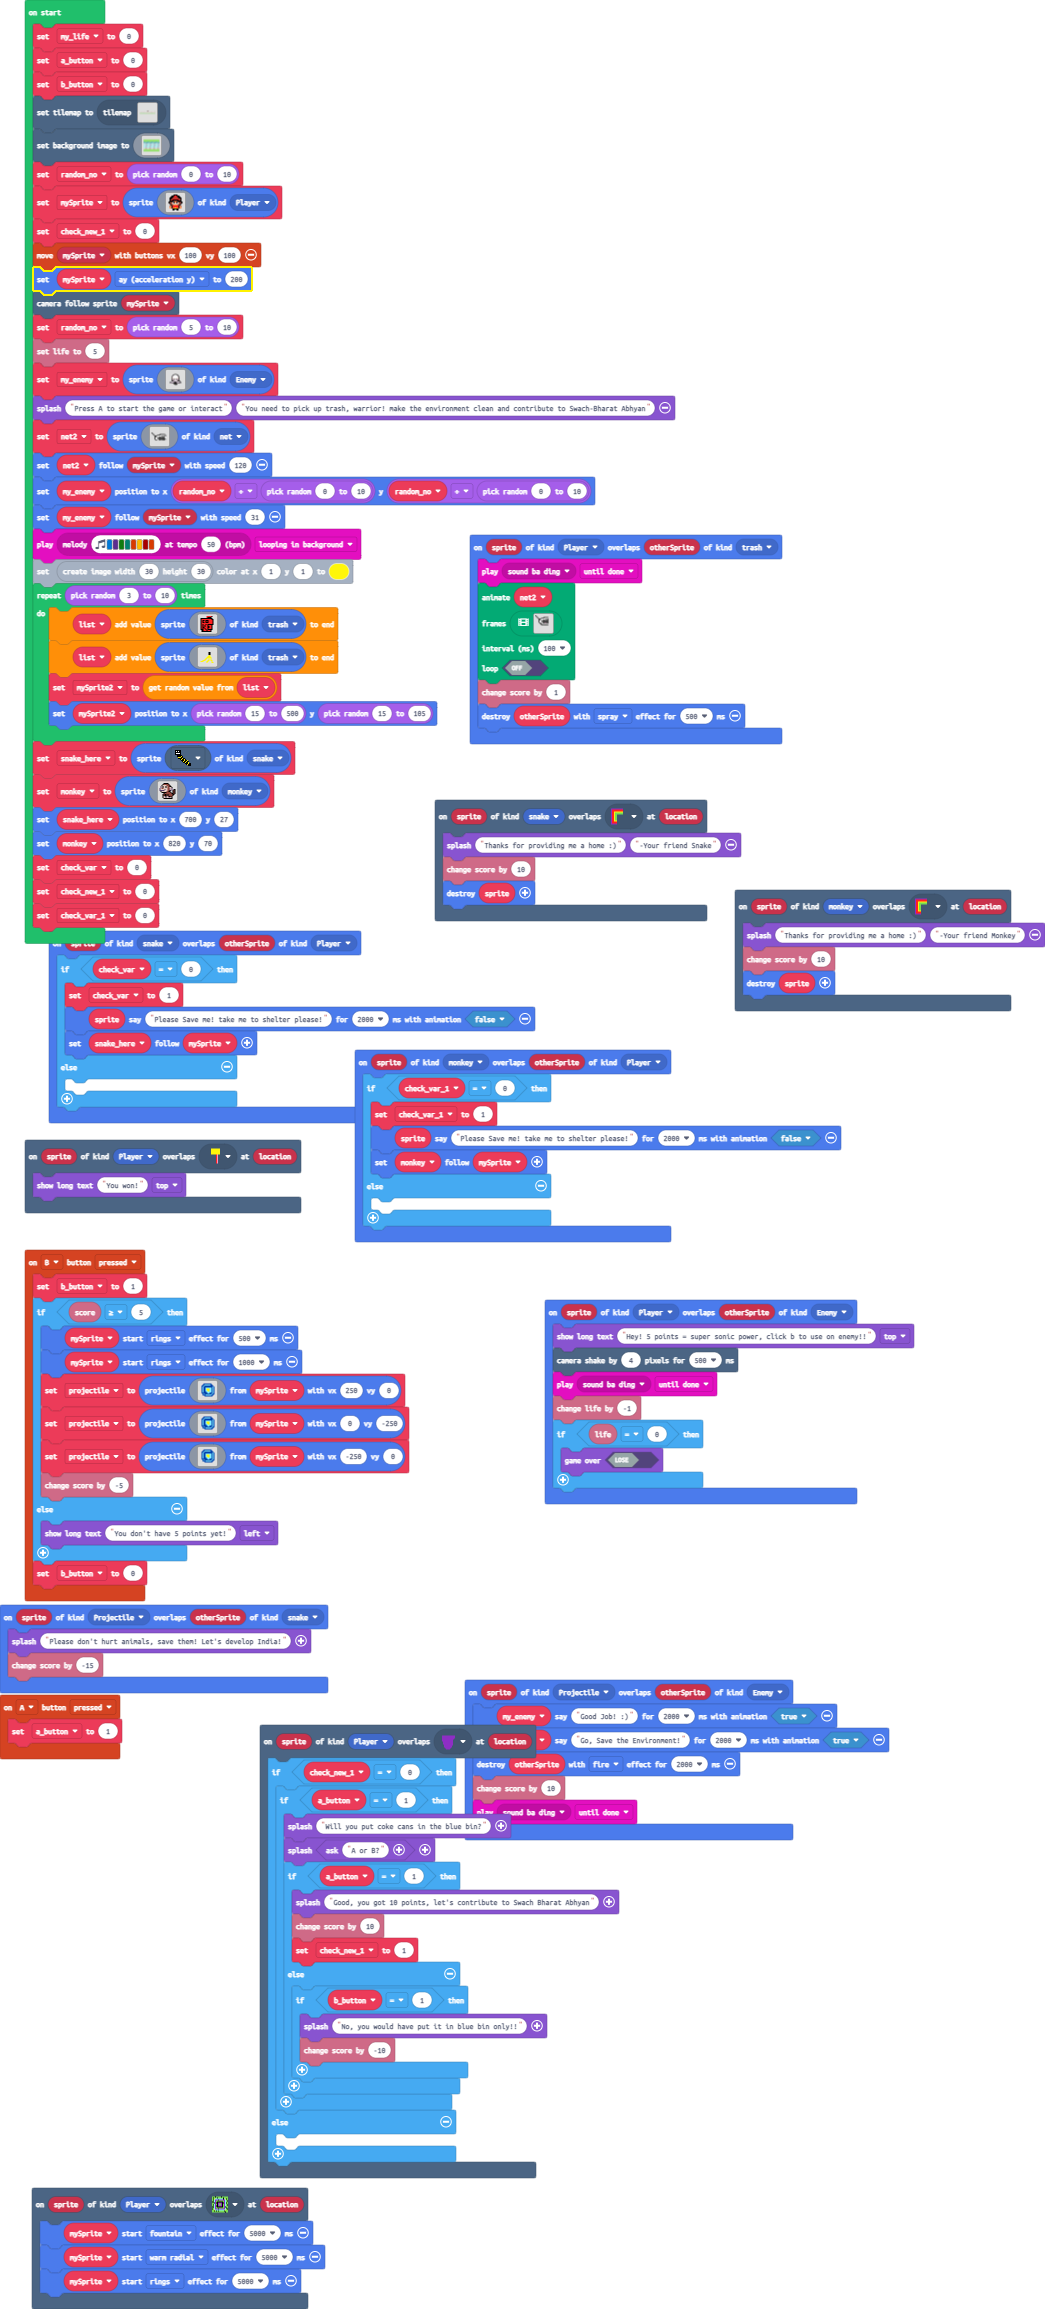 on start
set my_life to 0
set a_button to 0
set b_button to 0
set tilemap to tilemap
set background image to
set random_no to pick random 0 to 10
set mySprite to sprite of kind Player
set check_new_1 to 0
move mySprite with buttons vx 100 vy 100
set mySprite ay (acceleration y) to 200
camera follow sprite mySprite
set random_no to pick random 5 to 10
set life to 5
set my_enemy to sprite of kind Enemy
splash "Press A to start the game or interact" "You need to pick up trash, warrior! make the environment clean and contribute to Swach-Bharat Abhyan"
set net2 to sprite of kind net
set net2 follow mySprite with speed 120
set my_enemy position to x random_no + pick random 0 to 10 y random_no + pick random 0 to 10
set my_enemy follow mySprite with speed 31
play melody at tempo 50 (bpm) looping in background
set create image width 30 height 30 color at x 1 y 1 to
repeat pick random 3 to 10 times
do
list add value sprite of kind trash to end
list add value sprite of kind trash to end
set mySprite2 to get random value from list
set mySprite2 position to x pick random 15 to 500 y pick random 15 to 105
set snake_here to sprite of kind snake
set monkey to sprite of kind monkey
set snake_here position to x 700 y 27
set monkey position to x 820 y 70
set check_var to 0
set check_new_1 to 0
set check_var_1 to 0
on sprite of kind Player overlaps otherSprite of kind trash
play sound ba ding until done
animate net2
frames
interval (ms) 100
loop OFF
change score by 1
destroy otherSprite with spray effect for 500 ms
on sprite of kind snake overlaps at location
splash "Thanks for providing me a home :)" "-Your friend Snake"
change score by 10
destroy sprite
on sprite of kind monkey overlaps at location
splash "Thanks for providing me a home :)" "-Your friend Monkey"
change score by 10
destroy sprite
on sprite of kind snake overlaps otherSprite of kind Player
if check_var = 0 then
set check_var to 1
sprite say "Please Save me! take me to shelter please!" for 2000 ms with animation false
set snake_here follow mySprite
else
on sprite of kind monkey overlaps otherSprite of kind Player
if check_var_1 = 0 then
set check_var_1 to 1
sprite say "Please Save me! take me to shelter please!" for 2000 ms with animation false
set monkey follow mySprite
else
on sprite of kind Player overlaps at location
show long text "You won!" top
on B button pressed
set b_button to 1
if score ≥ 5 then
mySprite start rings effect for 500 ms
mySprite start rings effect for 1000 ms
set projectile to projectile from mySprite with vx 250 vy 0
set projectile to projectile from mySprite with vx 0 vy -250
set projectile to projectile from mySprite with vx -250 vy 0
change score by -5
else
show long text "You don't have 5 points yet!" left
set b_button to 0
on sprite of kind Player overlaps otherSprite of kind Enemy
show long text "Hey! 5 points = super sonic power, click b to use on enemy!!" top
camera shake by 4 pixels for 500 ms
play sound ba ding until done
change life by -1
if life = 0 then
game over LOSE
on sprite of kind Projectile overlaps otherSprite of kind snake
splash "Please don't hurt animals, save them! Let's develop India!"
change score by -15
on A button pressed
set a_button to 1
on sprite of kind Projectile overlaps otherSprite of kind Enemy
my_enemy say "Good Job! :)" for 2000 ms with animation true
say "Go, Save the Environment!" for 2000 ms with animation true
destroy otherSprite with fire effect for 2000 ms
change score by 10
play sound ba ding until done
on sprite of kind Player overlaps at location
if check_new_1 = 0 then
if a_button = 1 then
splash "Will you put coke cans in the blue bin?"
splash ask "A or B?"
if a_button = 1 then
splash "Good, you got 10 points, let's contribute to Swach Bharat Abhyan"
change score by 10
set check_new_1 to 1
else
if b_button = 1 then
splash "No, you would have put it in blue bin only!!"
change score by -10
else
on sprite of kind Player overlaps at location
mySprite start fountain effect for 5000 ms
mySprite start warm radial effect for 5000 ms
mySprite start rings effect for 5000 ms